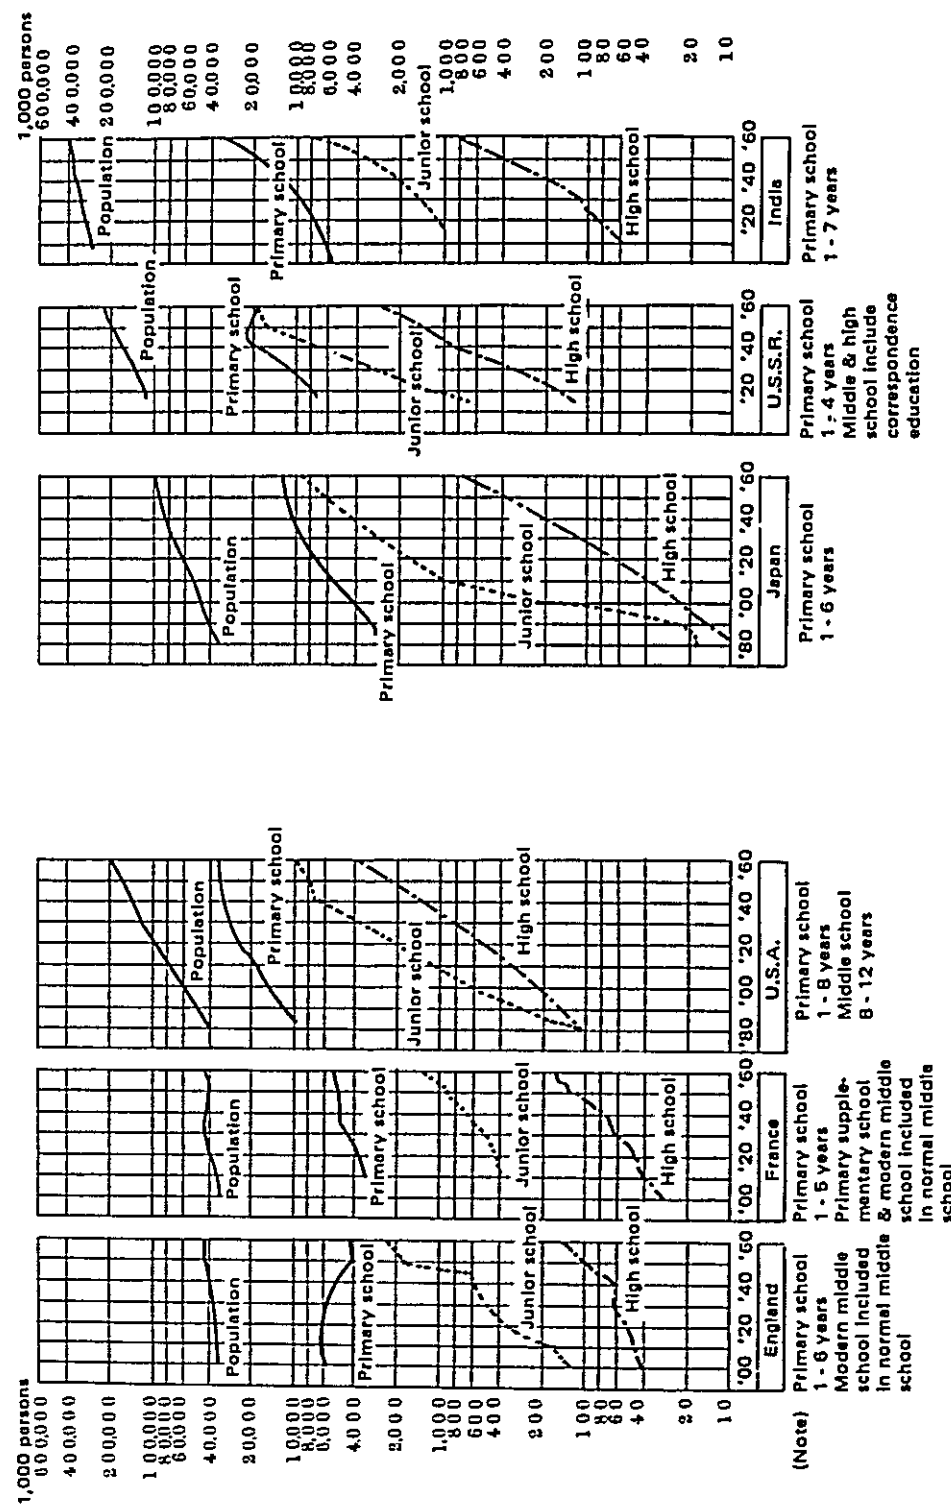 1,000 persons
600,000
400,000
200,000
100,000
80,000
60,000
40,000
20,000
10,000
8,000
6,000
4,000
2,000
1,000
800
600
400
200
100
80
60
40
20
10
Population
Primary school
Junior school
High school
'20 '40 '60
India
Primary school
1 - 7 years
Population
Primary school
Junior school
High school
'20 '40 '60
U.S.S.R.
Primary school
1 - 4 years
Middle & high
school include
correspondence
education
Population
Primary school
Junior school
High school
'80 '00 '20 '40 '60
Japan
Primary school
1 - 6 years
Population
Primary school
Junior school
High school
'80 '00 '20 '40 '60
U.S.A.
Primary school
1 - 8 years
Middle school
8 - 12 years
Population
Primary school
Junior school
High school
'00 '20 '40 '60
France
Primary school
1 - 5 years
Primary supple-
mentary school
& modern middle
school included
in normal middle
school
Population
Primary school
Junior school
High school
'00 '20 '40 '60
England
(Note) Primary school
1 - 6 years
Modern middle
school included
in normal middle
school
1,000 persons
00,000
400,000
200,000
100,000
80,000
60,000
40,000
20,000
10,000
8,000
6,000
4,000
2,000
1,000
800
600
400
200
100
80
60
40
20
10